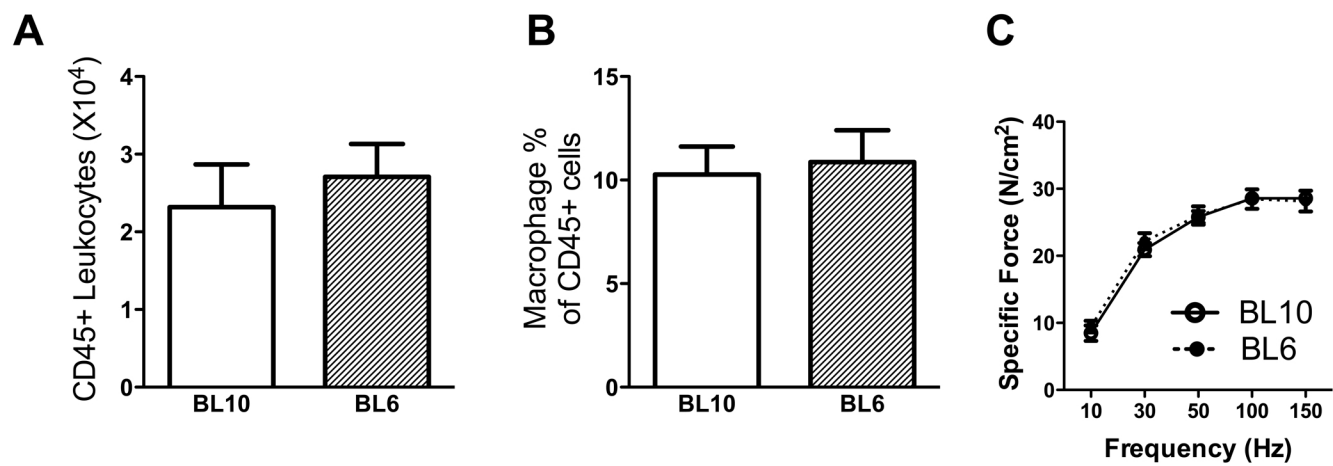 A
CD45+ Leukocytes (X10⁴)
4
3
2
1
0
BL10 BL6
B
Macrophage %
of CD45+ cells
15
10
5
0
BL10 BL6
C
Specific Force (N/cm²)
40
30
20
10
0
BL10
BL6
10 30 50 100 150
Frequency (Hz)